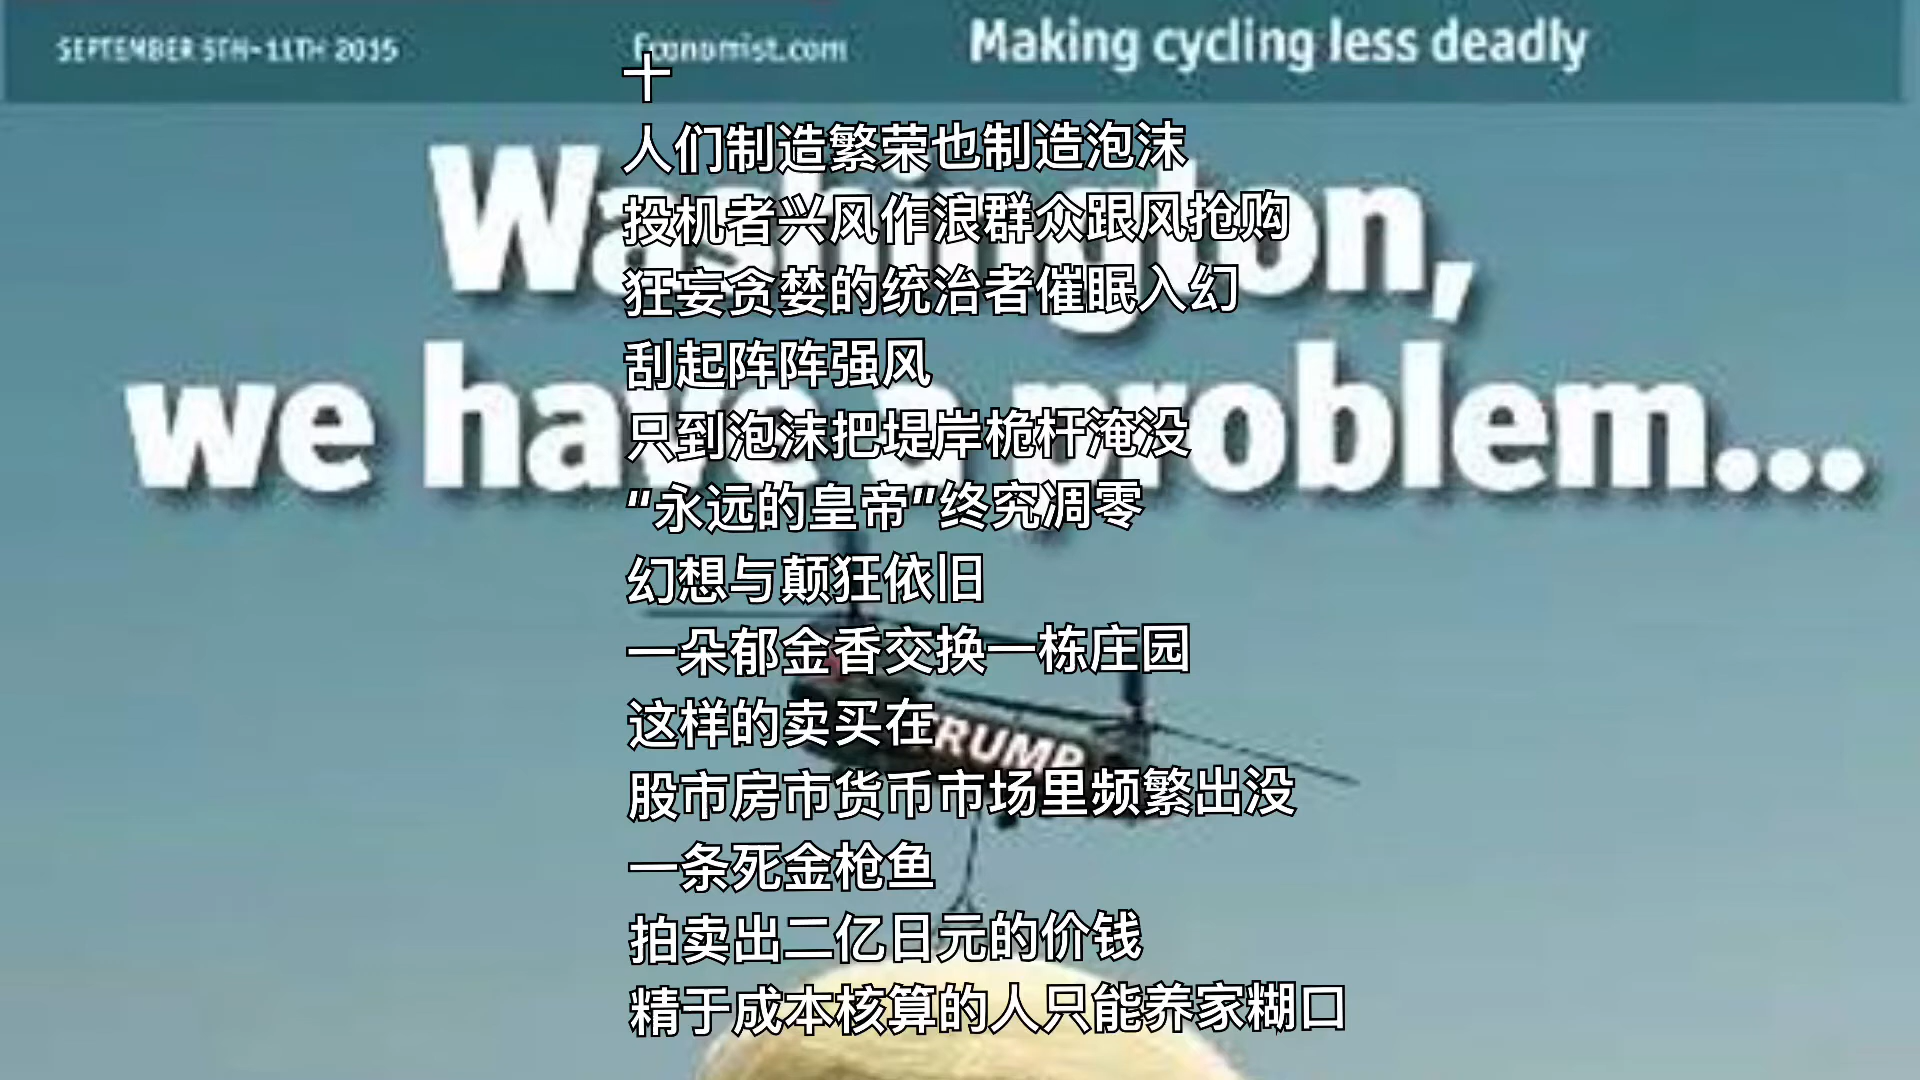 SEPTEMBER 5TH-11TH 2015
Economist.com
Making cycling less deadly
Washington,
we have a problem...
TRUMP
十
人们制造繁荣也制造泡沫
投机者兴风作浪群众跟风抢购
狂妄贪婪的统治者催眠入幻
刮起阵阵强风
只到泡沫把堤岸桅杆淹没
“永远的皇帝”终究凋零
幻想与颠狂依旧
一朵郁金香交换一栋庄园
这样的卖买在
股市房市货币市场里频繁出没
一条死金枪鱼
拍卖出二亿日元的价钱
精于成本核算的人只能养家糊口